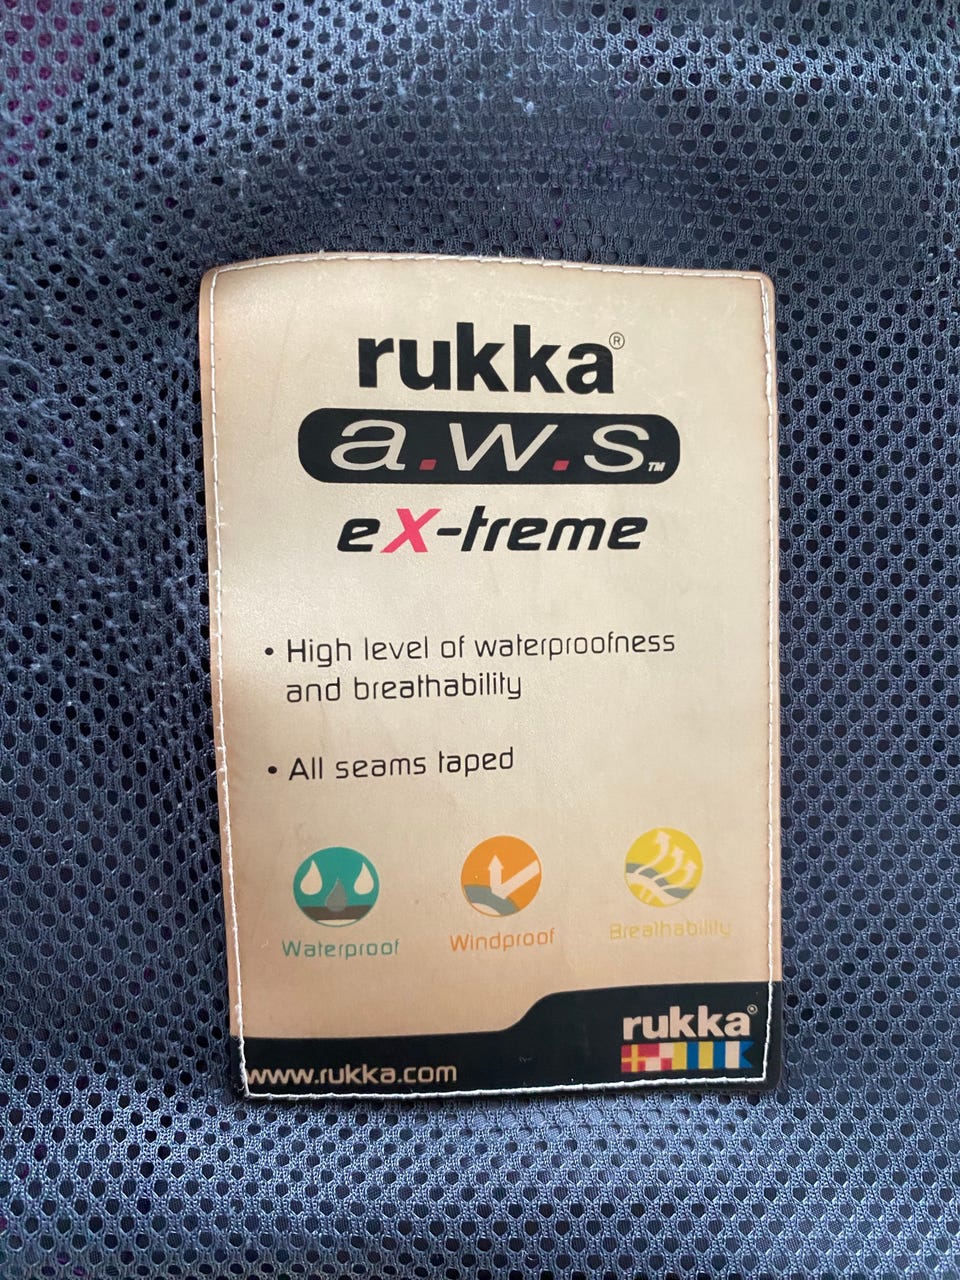 rukka®
a.w.s™
eX-treme
• High level of waterproofness
and breathability
• All seams taped
Waterproof
Windproof
Breathability
rukka®
www.rukka.com